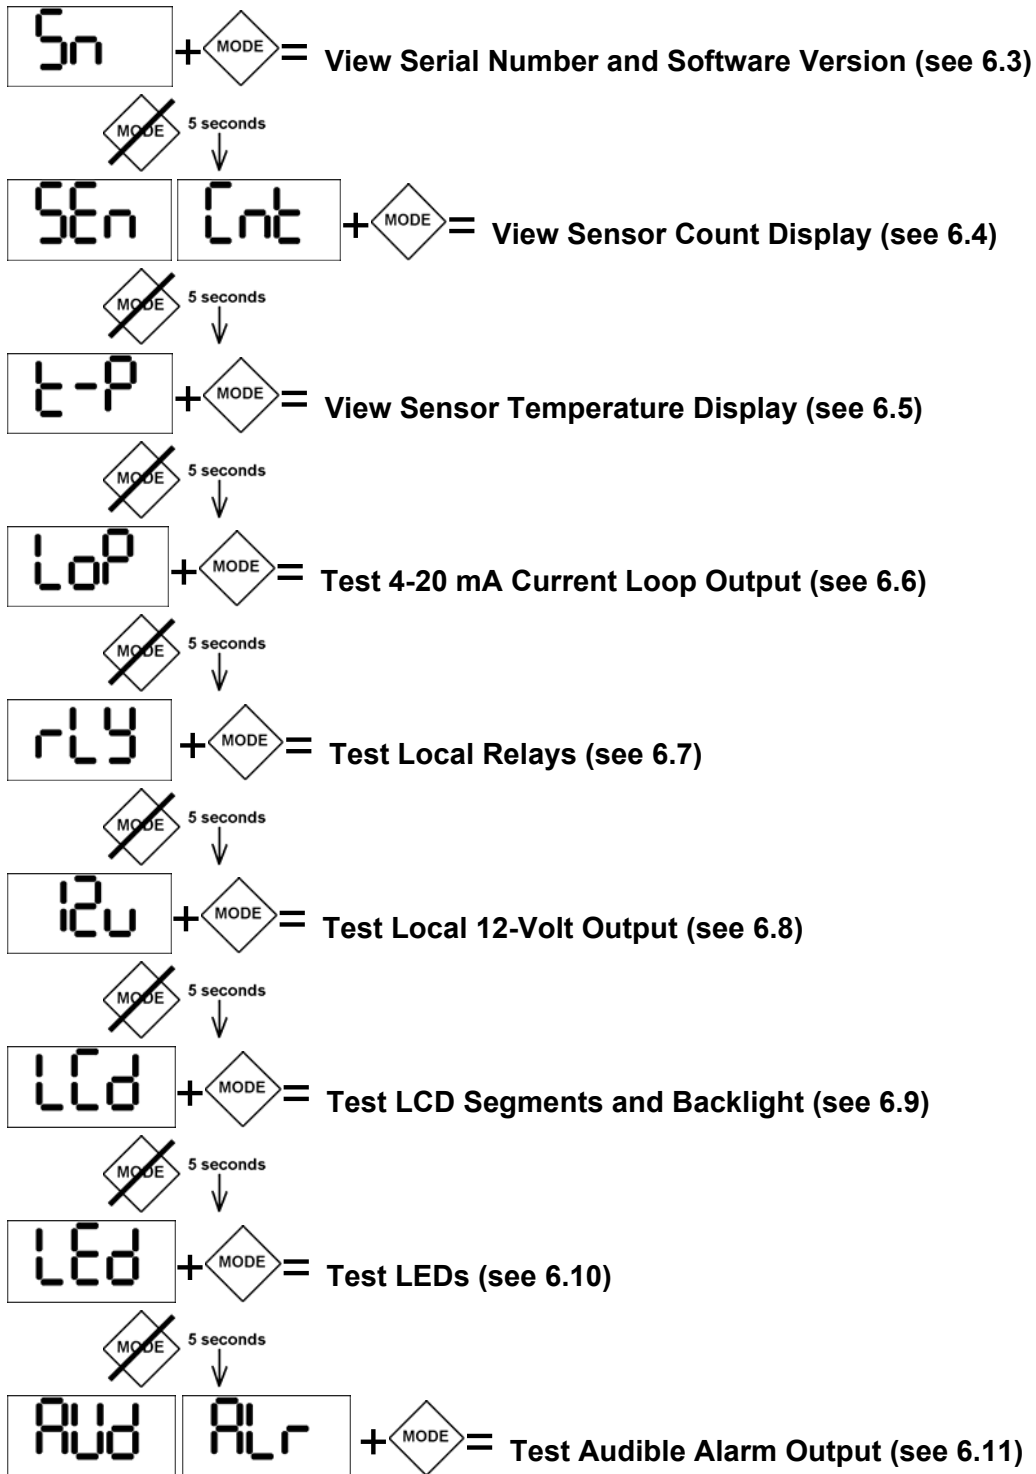 Sn + MODE = View Serial Number and Software Version (see 6.3)
MODE 5 seconds
SEn Cnt + MODE = View Sensor Count Display (see 6.4)
MODE 5 seconds
t-P + MODE = View Sensor Temperature Display (see 6.5)
MODE 5 seconds
LoP + MODE = Test 4-20 mA Current Loop Output (see 6.6)
MODE 5 seconds
rLY + MODE = Test Local Relays (see 6.7)
MODE 5 seconds
12u + MODE = Test Local 12-Volt Output (see 6.8)
MODE 5 seconds
LCd + MODE = Test LCD Segments and Backlight (see 6.9)
MODE 5 seconds
LEd + MODE = Test LEDs (see 6.10)
MODE 5 seconds
AUd ALr + MODE = Test Audible Alarm Output (see 6.11)